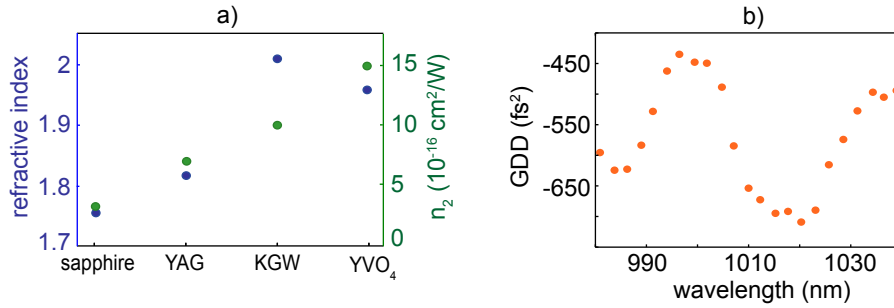 a)
refractive index
2
1.9
1.8
1.7
15
10
5
0
n₂ (10⁻¹⁶ cm²/W)
sapphire YAG KGW YVO₄
b)
GDD (fs²)
-450
-550
-650
990 1010 1030
wavelength (nm)